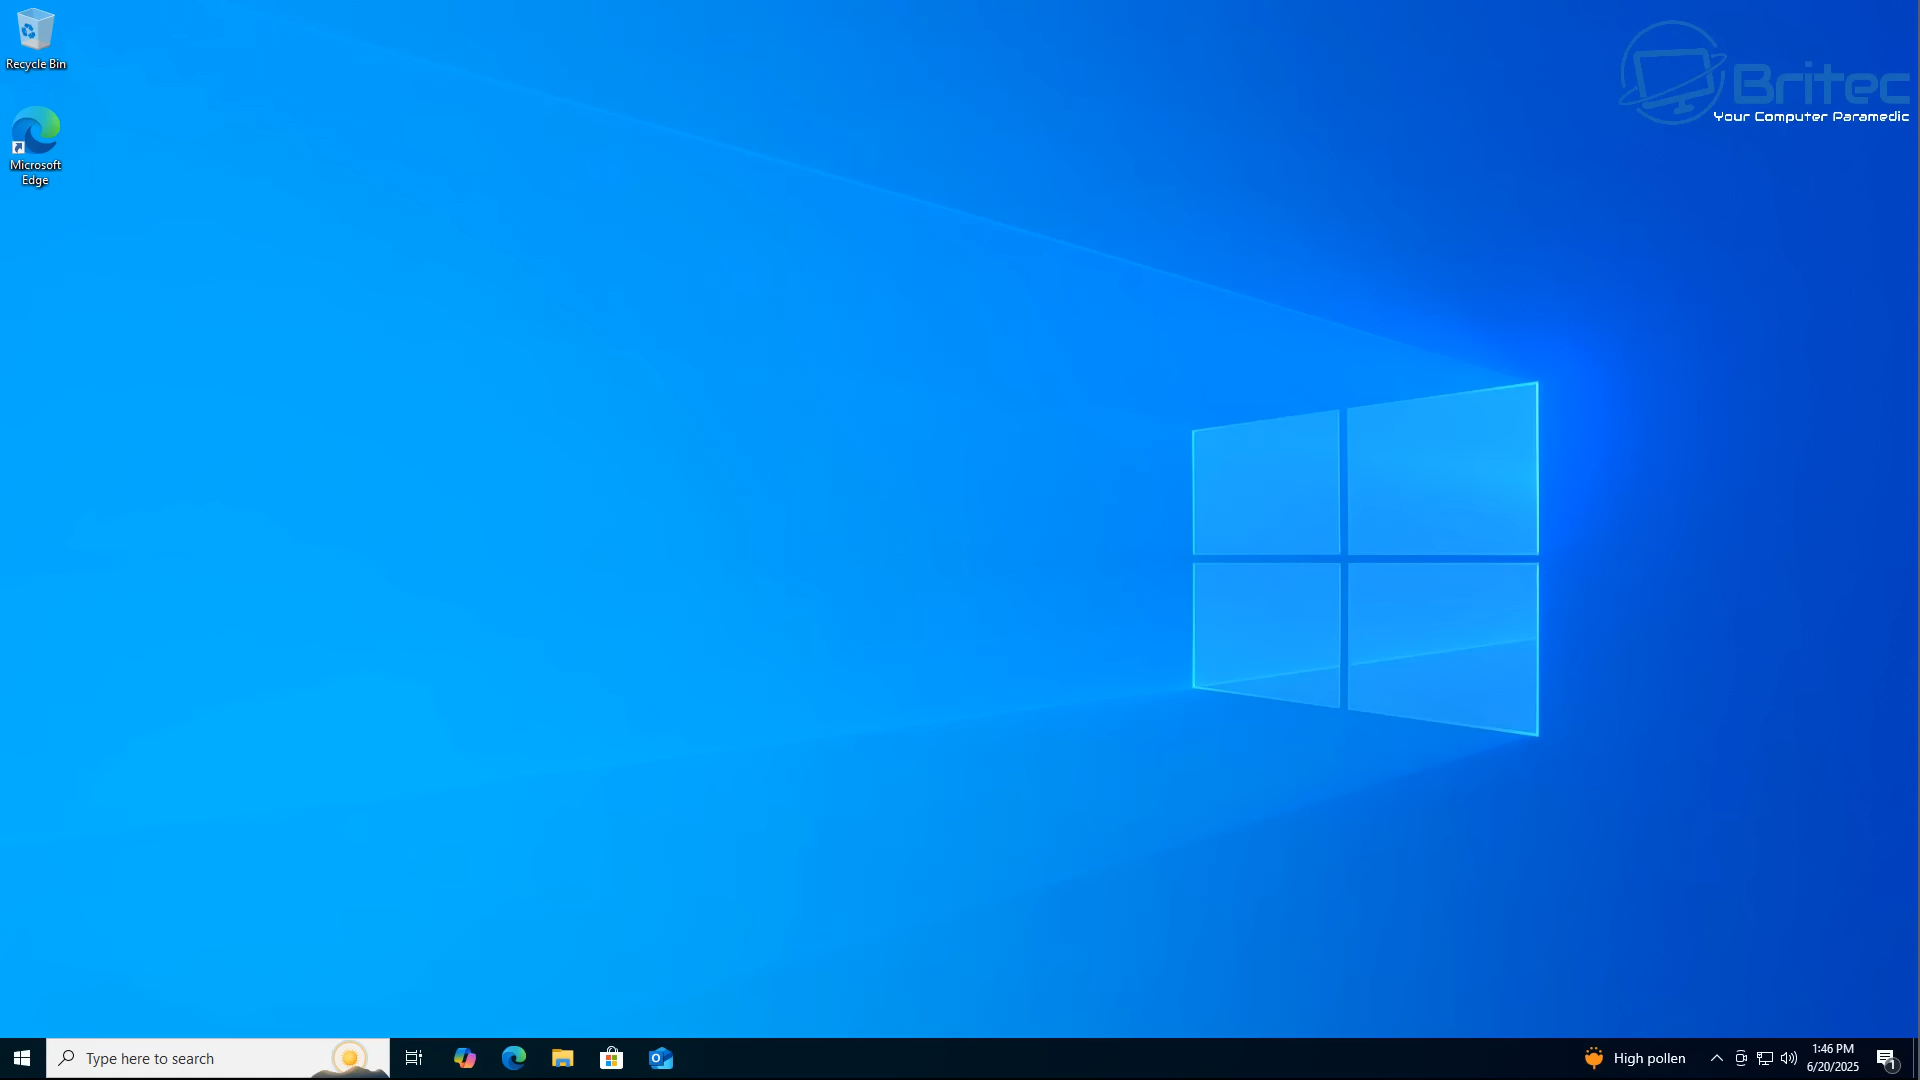 Recycle Bin
Britec
Your Computer Paramedic
Microsoft
Edge
Type here to search
High pollen
1:46 PM
6/20/2025
1